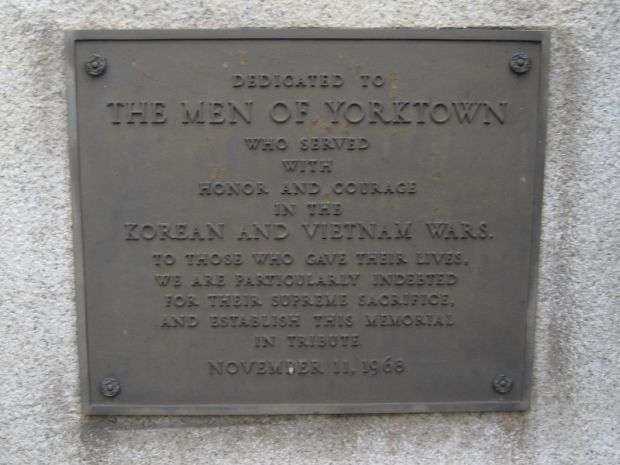 DEDICATED TO
THE MEN OF YORKTOWN
WHO SERVED
WITH
HONOR AND COURAGE
IN THE
KOREAN AND VIETNAM WARS.
TO THOSE WHO GAVE THEIR LIVES,
WE ARE PARTICULARLY INDEBTED
FOR THEIR SUPREME SACRIFICE,
AND ESTABLISH THIS MEMORIAL
IN TRIBUTE
NOVEMBER 11, 1968